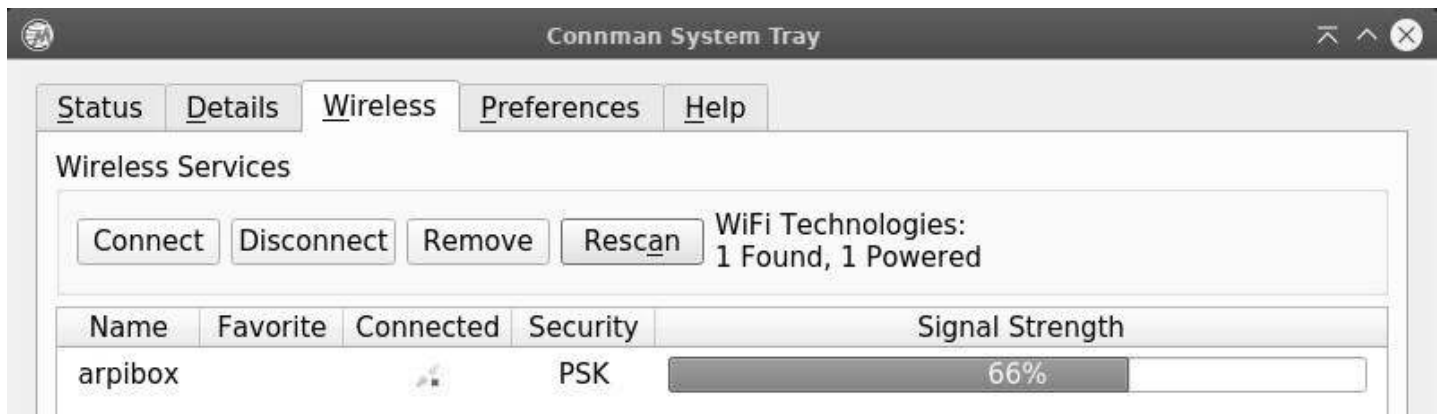 Connman System Tray
Status Details Wireless Preferences Help
Wireless Services
Connect Disconnect Remove Rescan WiFi Technologies:
1 Found, 1 Powered
Name Favorite Connected Security Signal Strength
arpibox PSK 66%